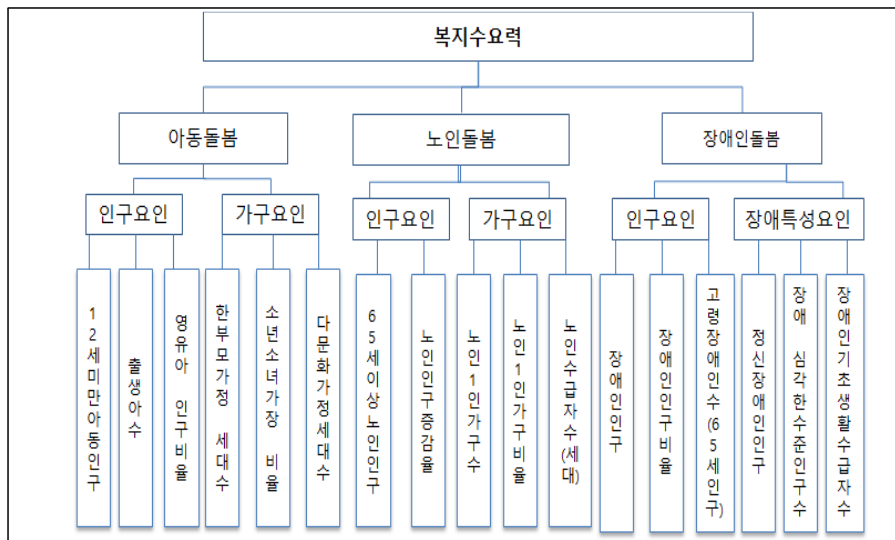 복지수요력
아동돌봄
노인돌봄
장애인돌봄
인구요인
가구요인
인구요인
가구요인
인구요인
장애특성요인
12세미만아동인구
출생아수
영유아 인구비율
한부모가정 세대수
소년소녀가장 비율
다문화가정세대수
65세이상노인인구
노인인구증감율
노인1인가구수
노인1인가구비율
노인수급자수(세대)
장애인인구
장애인인구비율
고령장애인수(65세인구)
정신장애인인구
장애 심각한수준인구수
장애인기초생활수급자수